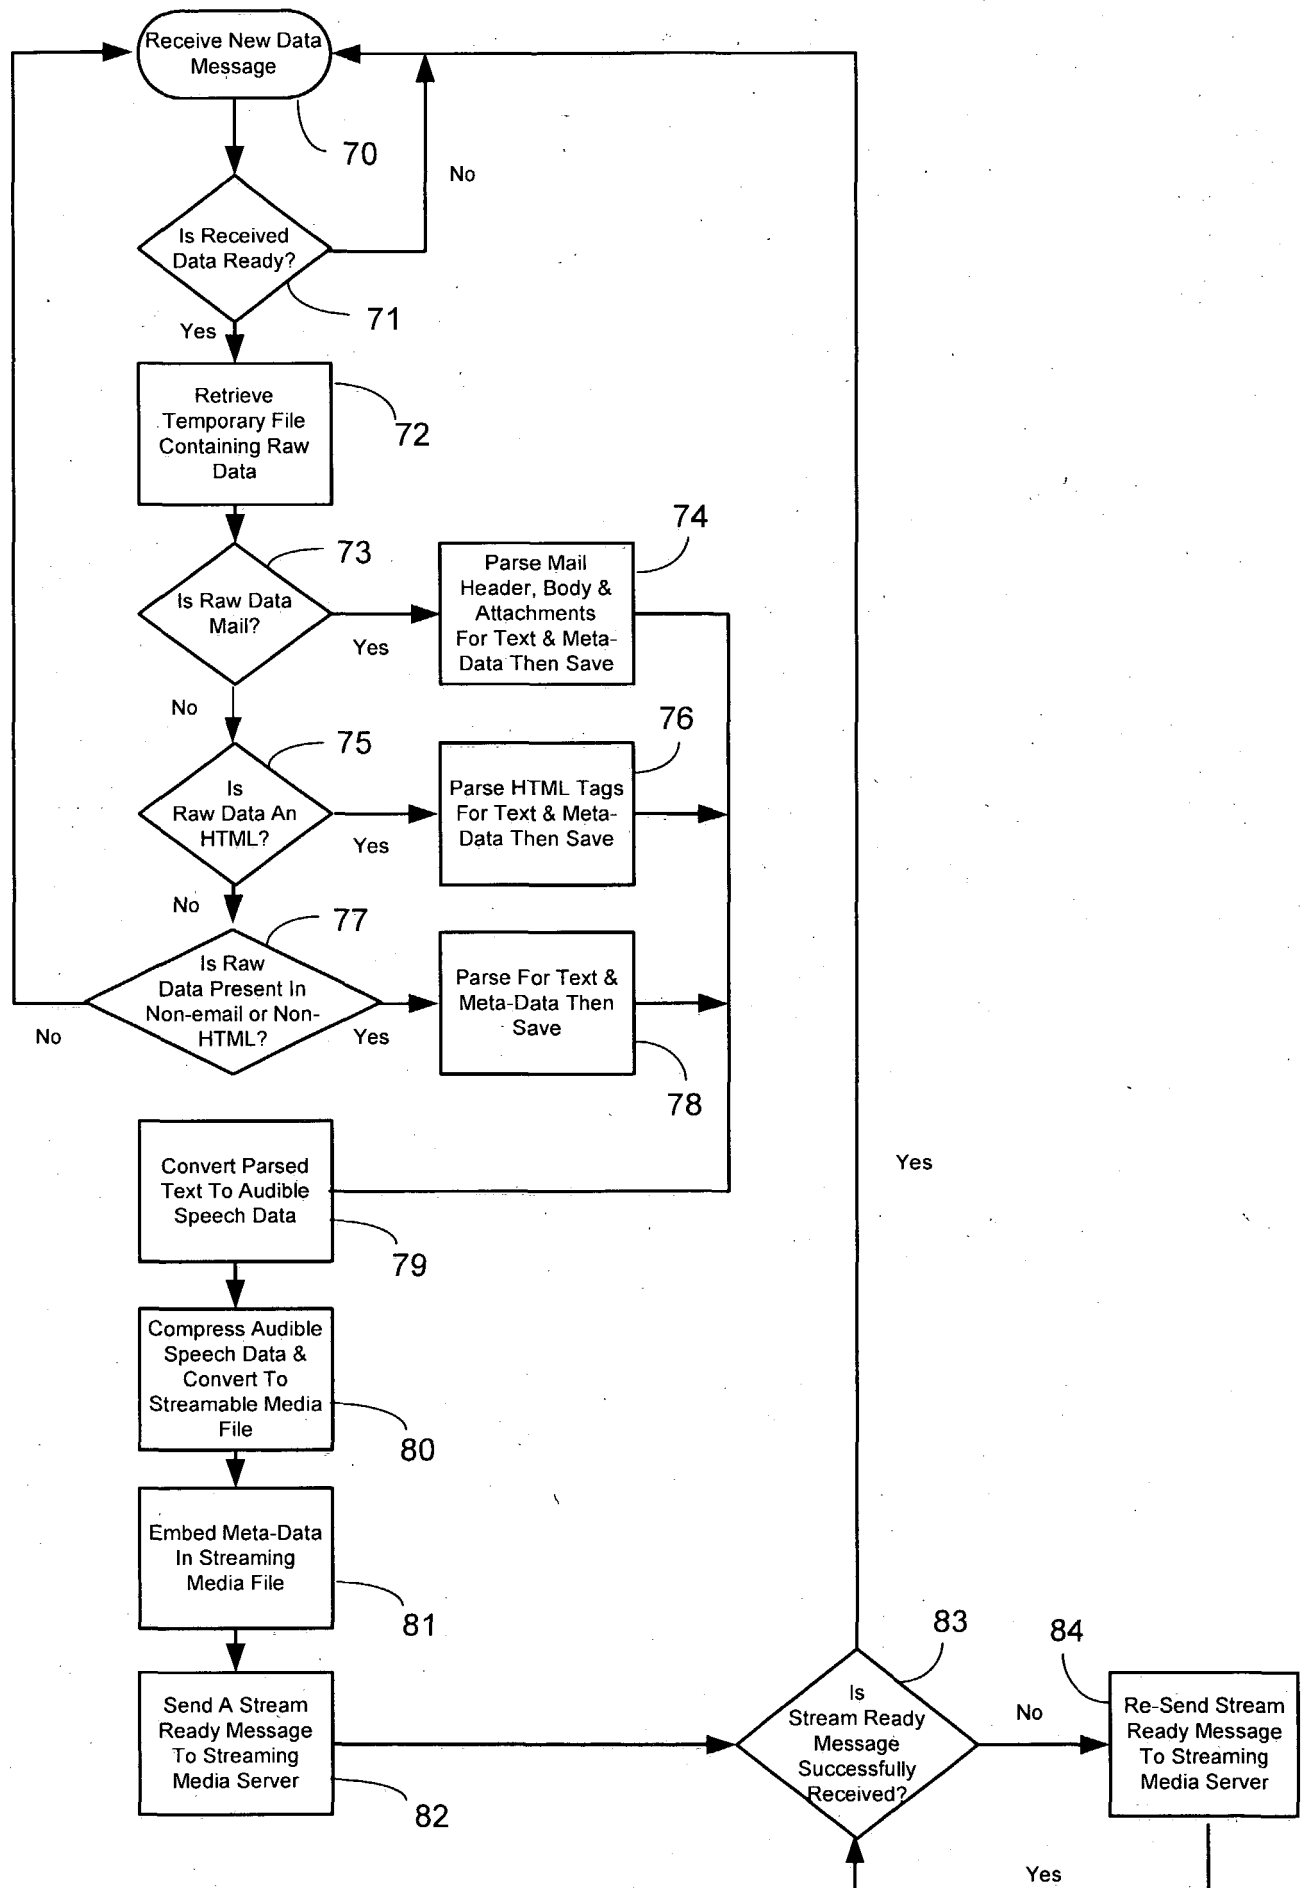 Receive New Data
Message
70
No
Is Received
Data Ready?
71
Yes
Retrieve
Temporary File
Containing Raw
Data
72
73
Is Raw Data
Mail?
Yes
74
Parse Mail
Header, Body &
Attachments
For Text & Meta-
Data Then Save
No
75
Is
Raw Data An
HTML?
Yes
76
Parse HTML Tags
For Text & Meta-
Data Then Save
No
77
Is Raw
Data Present In
Non-email or Non-
HTML?
No
Yes
Parse For Text &
Meta-Data Then
Save
78
Yes
Convert Parsed
Text To Audible
Speech Data
79
Compress Audible
Speech Data &
Convert To
Streamable Media
File
80
Embed Meta-Data
In Streaming
Media File
81
Send A Stream
Ready Message
To Streaming
Media Server
82
83
Is
Stream Ready
Message
Successfully
Received?
No
84
Re-Send Stream
Ready Message
To Streaming
Media Server
Yes